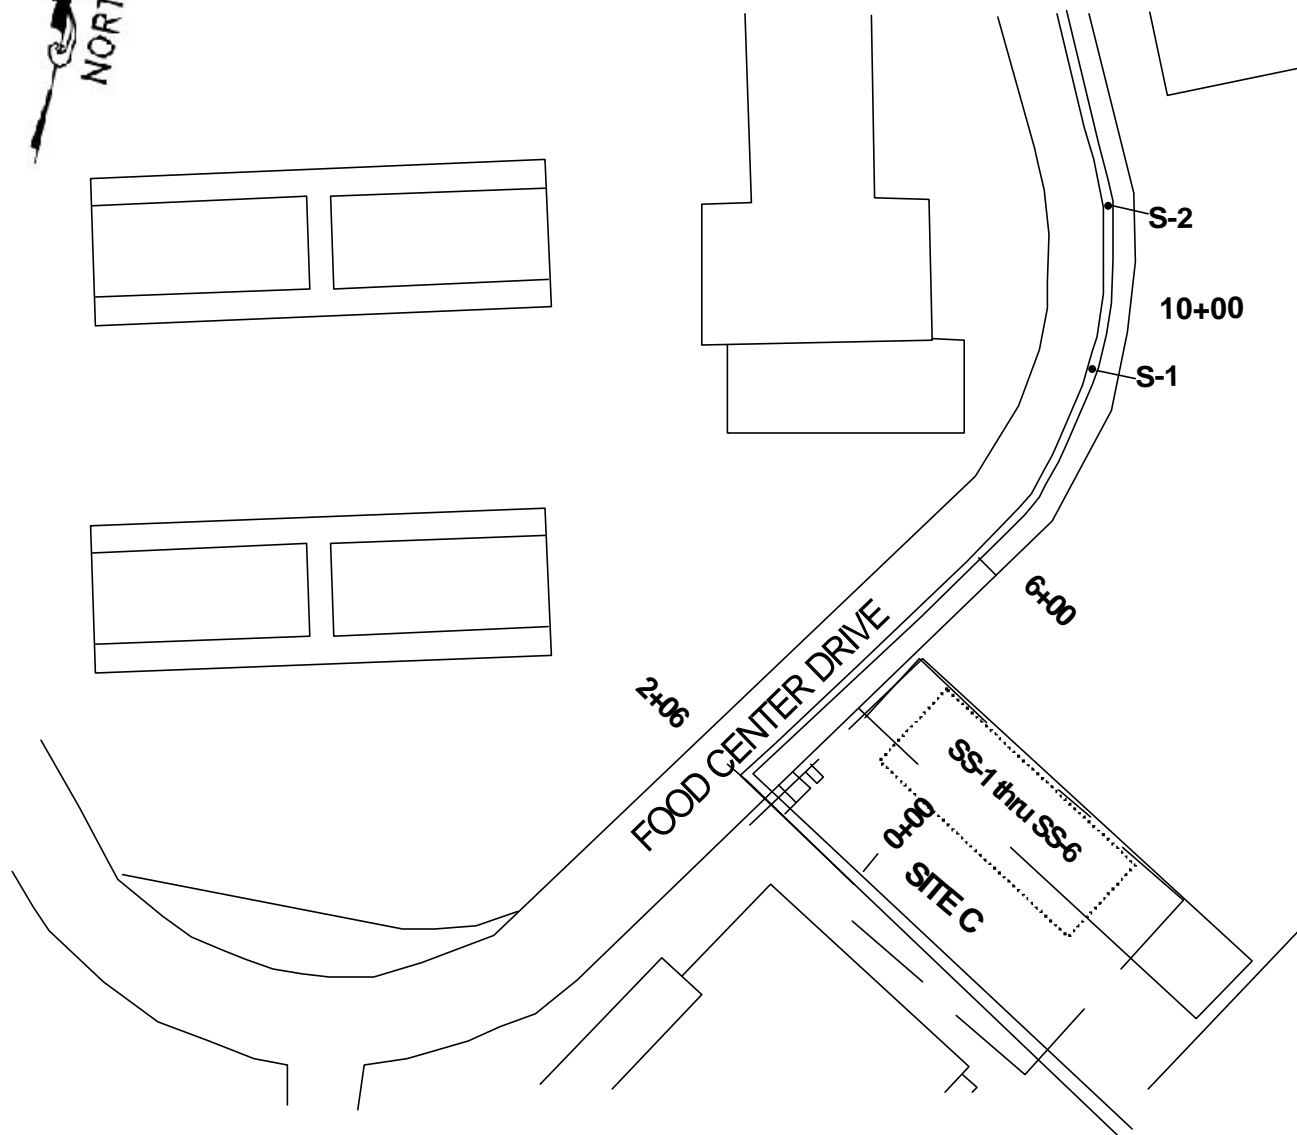 NORT
S-2
10+00
S-1
6+00
2+06
FOOD CENTER DRIVE
SS-1 thru SS-6
0+00
SITE C